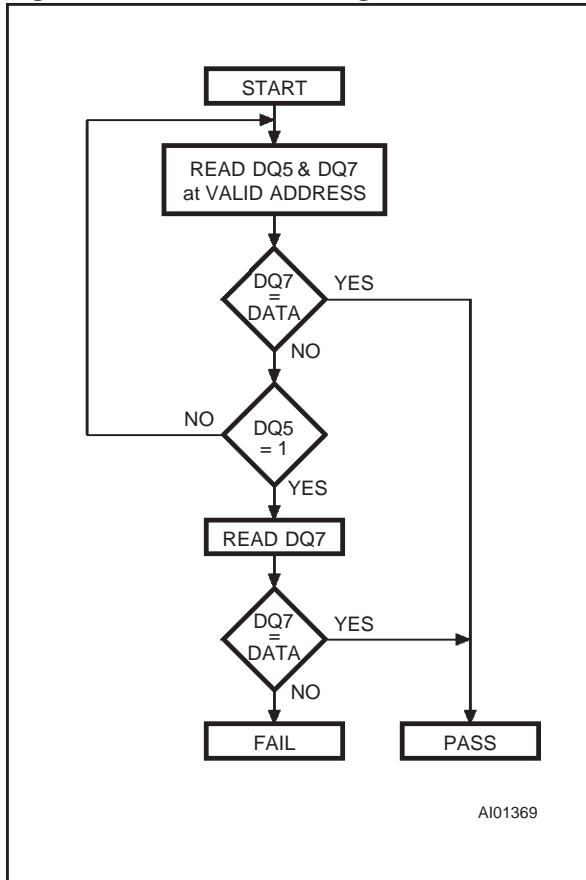 START
READ DQ5 & DQ7
at VALID ADDRESS
DQ7
=
DATA
YES
NO
DQ5
= 1
NO
YES
READ DQ7
DQ7
=
DATA
YES
NO
FAIL
PASS
AI01369